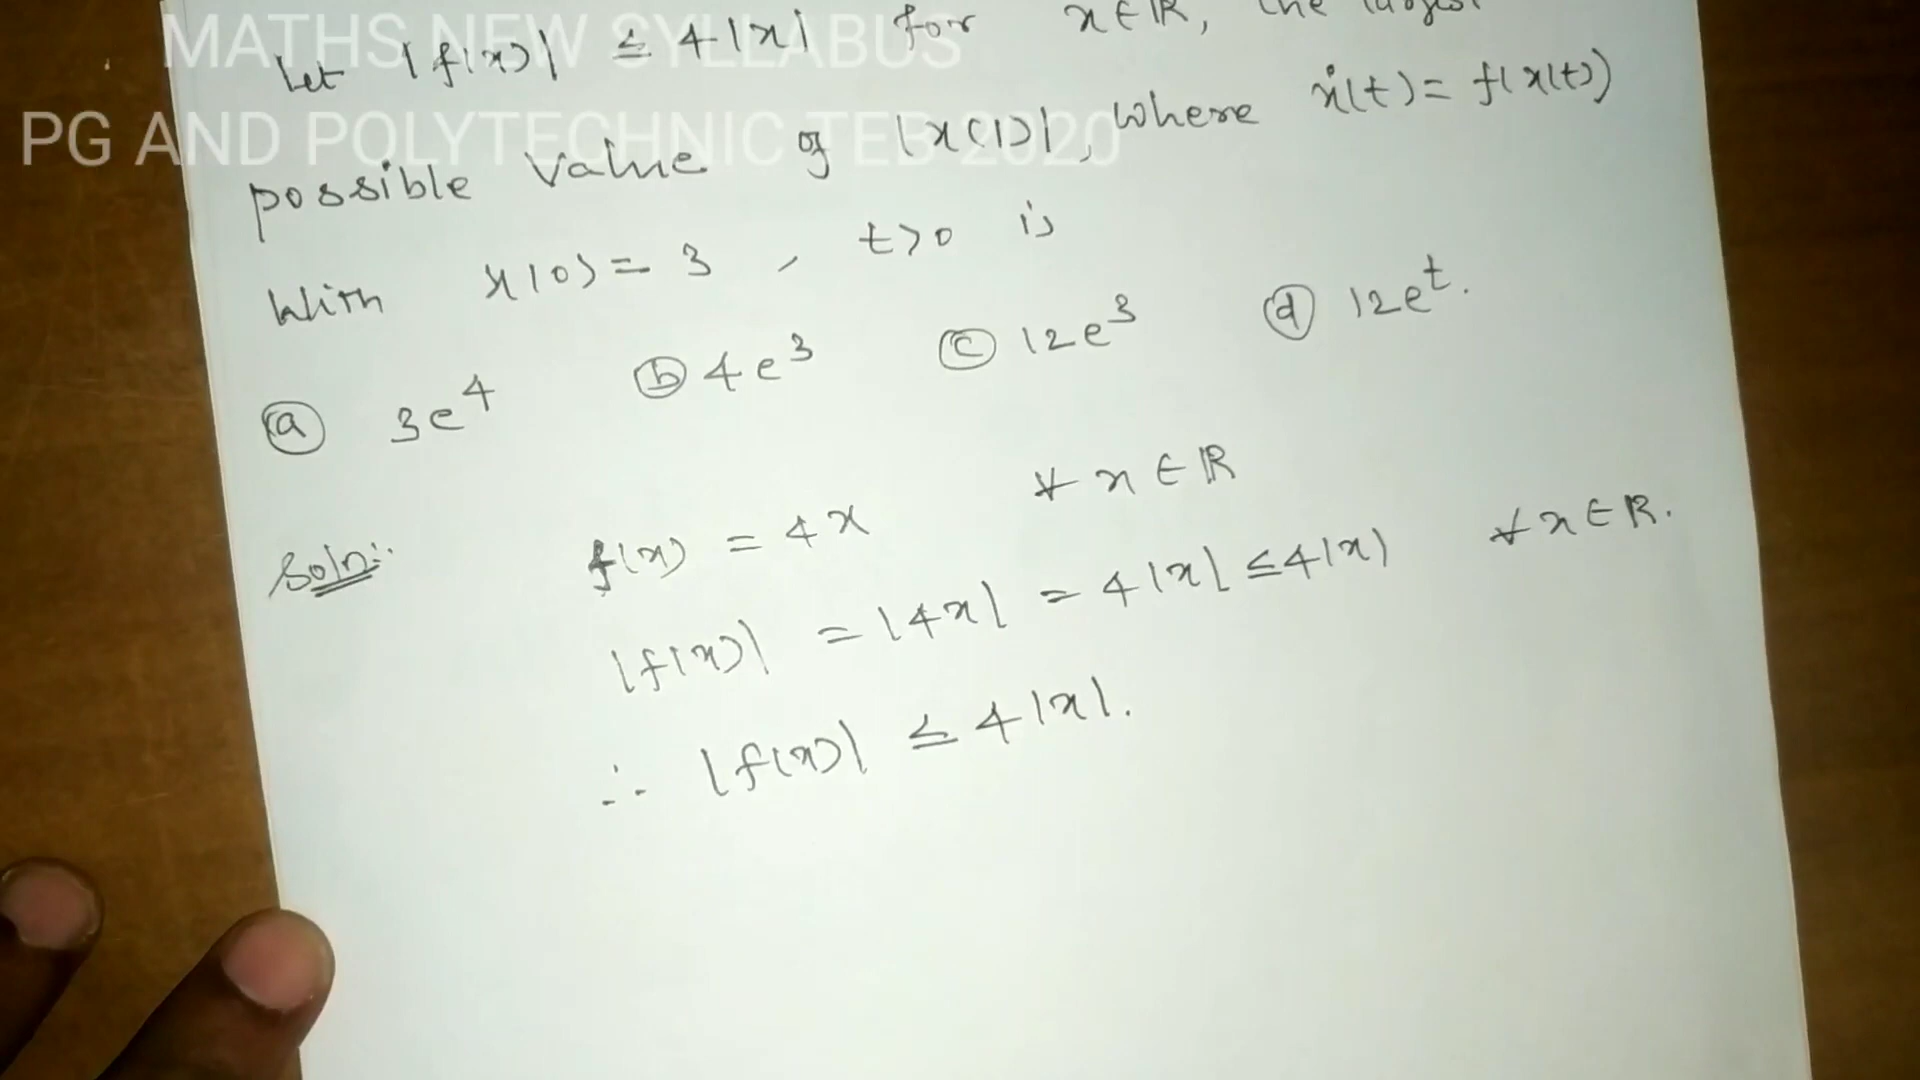 MATHS NEW SYLLABUS
PG AND POLYTECHNIC TEB 2020
Let |f(x)| ≤ 4|x| for x ∈ ℝ, the largest
possible value of |x(1)|, where ẋ(t) = f(x(t))
With x(0) = 3 , t>0 is
ⓐ 3e⁴ ⓑ 4e³ ⓒ 12e³ ⓓ 12eᵗ.
Soln:- f(x) = 4x ∀ x ∈ ℝ
|f(x)| = |4x| = 4|x| ≤ 4|x| ∀ x ∈ ℝ.
∴ |f(x)| ≤ 4|x|.